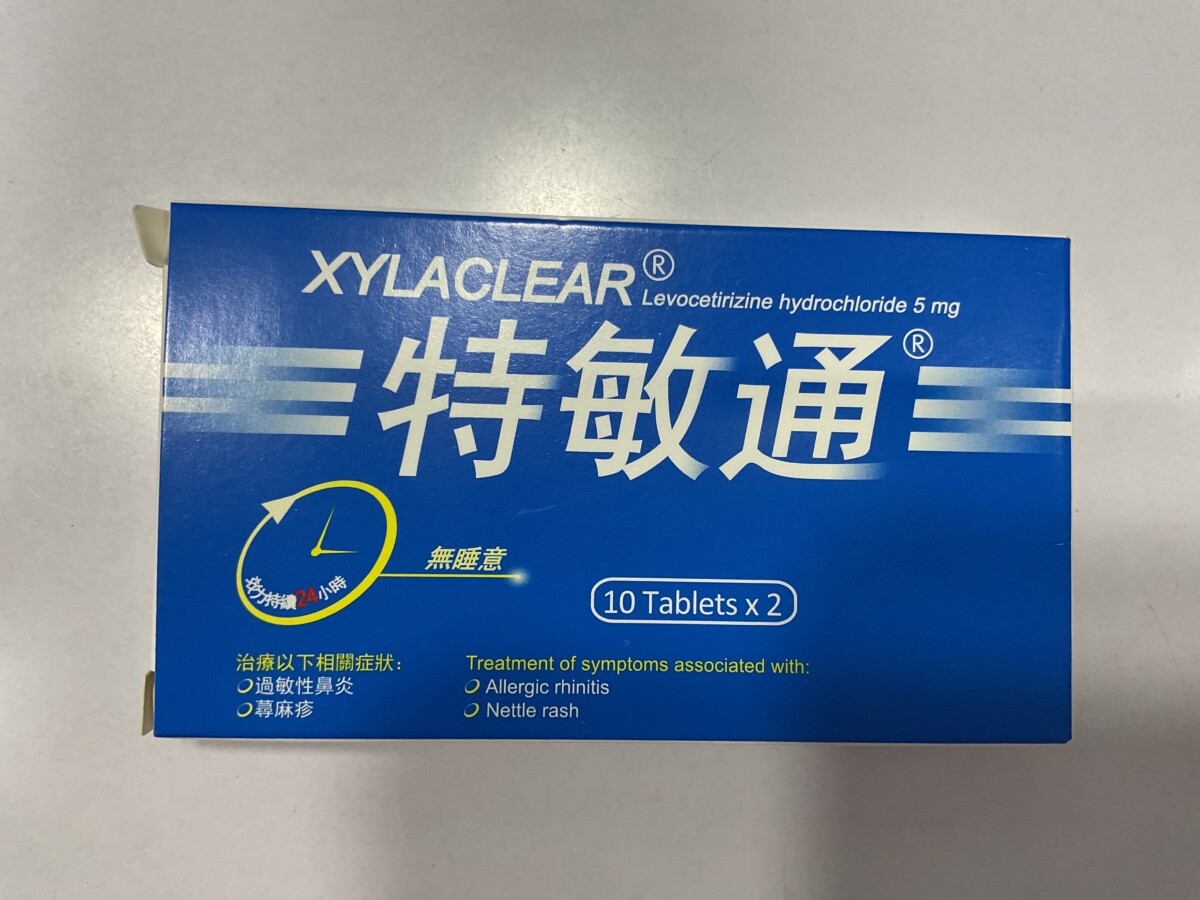 XYLACLEAR®
Levocetirizine hydrochloride 5 mg
特敏通®
無睡意
效力持續24小時
10 Tablets x 2
治療以下相關症狀：
過敏性鼻炎
蕁麻疹
Treatment of symptoms associated with:
Allergic rhinitis
Nettle rash